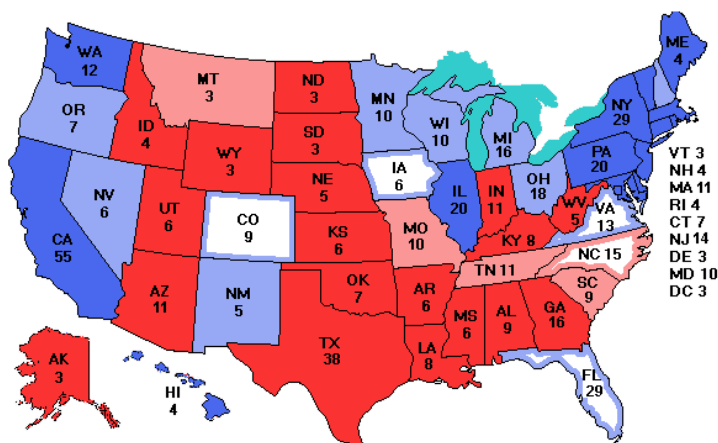 WA
12
OR
7
CA
55
NV
6
ID
4
MT
3
WY
3
UT
6
AZ
11
CO
9
NM
5
ND
3
SD
3
NE
5
KS
6
OK
7
TX
38
MN
10
IA
6
MO
10
AR
6
LA
8
WI
10
IL
20
MI
16
IN
11
OH
18
KY 8
TN 11
MS
6
AL
9
GA
16
FL
29
SC
9
NC 15
VA
13
WV
5
PA
20
NY
29
ME
4
VT 3
NH 4
MA 11
RI 4
CT 7
NJ 14
DE 3
MD 10
DC 3
AK
3
HI
4